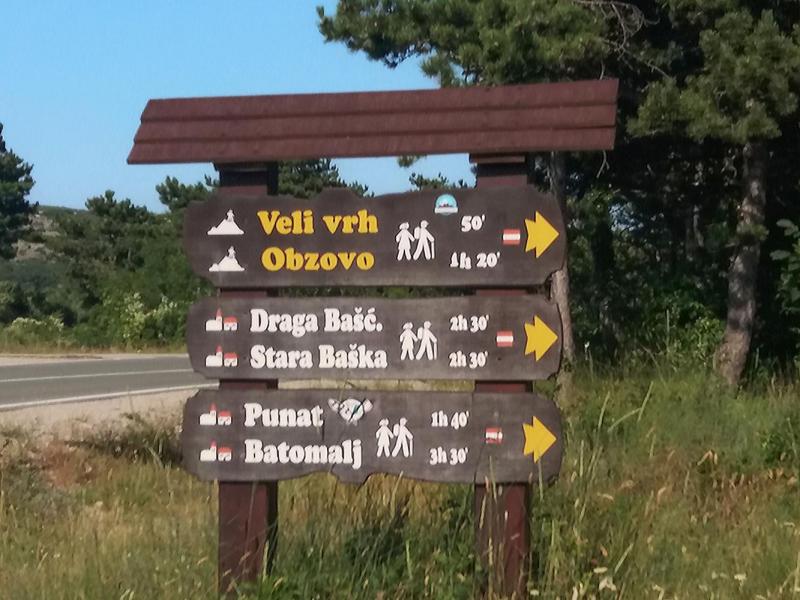 Veli vrh 50'
Obzovo 1h 20'
Draga Bašć. 2h 30'
Stara Baška 2h 30'
Punat 1h 40'
Batomalj 3h 30'